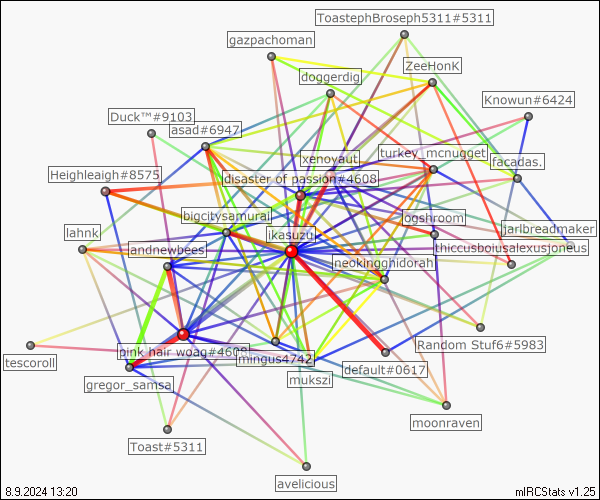 ToastephBroseph5311#5311
gazpachoman
ZeeHonK
doggerdig
Knowun#6424
Duck™#9103
asad#6947
turkey_mcnugget
xenoyaut
facadas.
Heighleaigh#8575
disaster of passion#4608
bigcitysamurai
ogshroom
jarlbreadmaker
lahnk
ikasuzu
andnewbees
thiccusboiusalexusjoneus
neokingghidorah
Random Stuf6#5983
pink hair woag#4608
mingus4742
tescoroll
default#0617
mukszi
gregor_samsa
moonraven
Toast#5311
avelicious
8.9.2024 13:20
mIRCStats v1.25